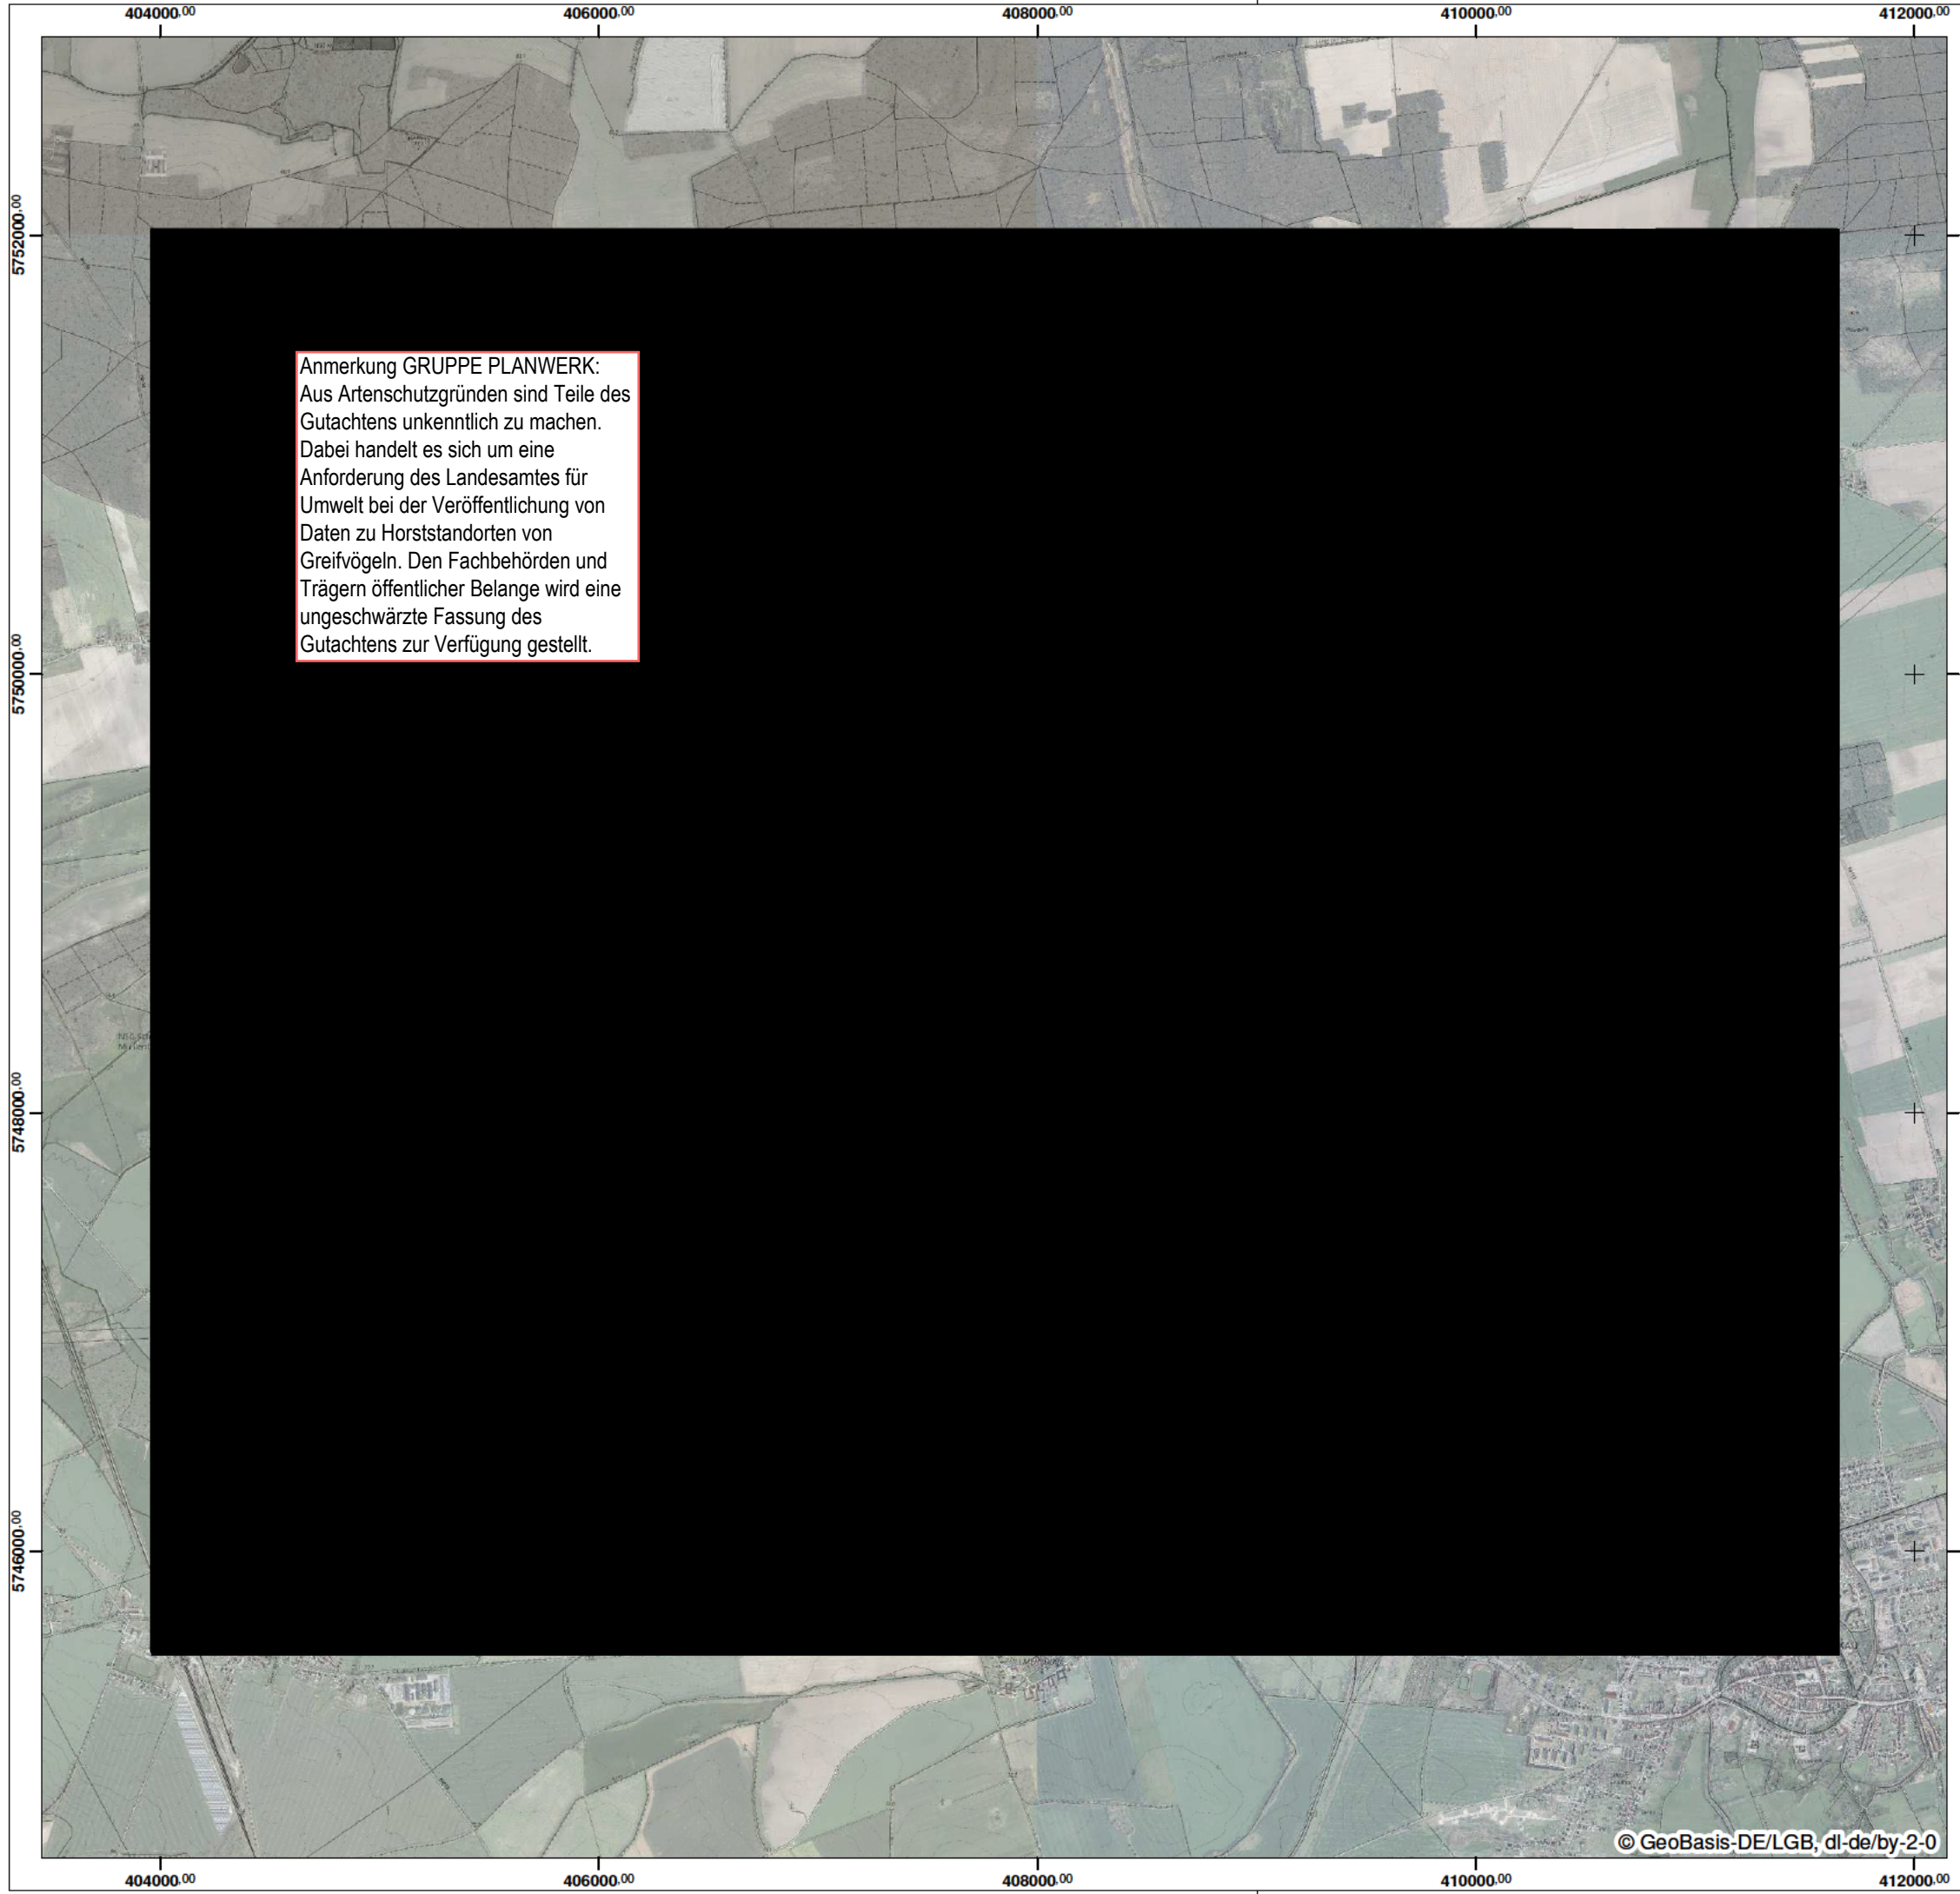 404000,00 406000,00 408000,00 410000,00 412000,00
5752000,00
Anmerkung GRUPPE PLANWERK:
Aus Artenschutzgründen sind Teile des
Gutachtens unkenntlich zu machen.
Dabei handelt es sich um eine
Anforderung des Landesamtes für
Umwelt bei der Veröffentlichung von
Daten zu Horststandorten von
Greifvögeln. Den Fachbehörden und
Trägern öffentlicher Belange wird eine
ungeschwärzte Fassung des
Gutachtens zur Verfügung gestellt.
5750000,00
5748000,00
5746000,00
© GeoBasis-DE/LGB, dl-de/by-2-0
404000,00 406000,00 408000,00 410000,00 412000,00